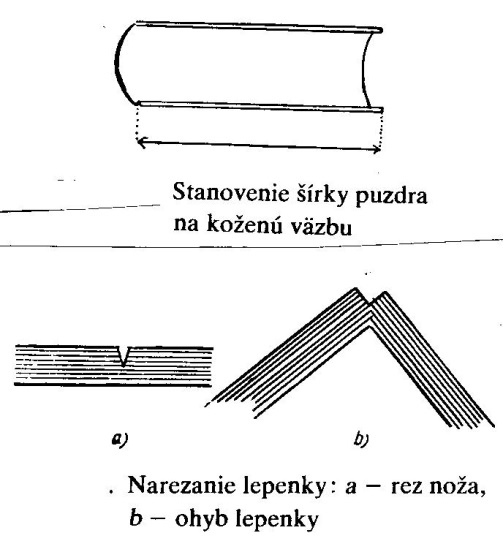 Stanovenie šírky puzdra
na koženú väzbu
a)
b)
. Narezanie lepenky: a – rez noža,
b – ohyb lepenky